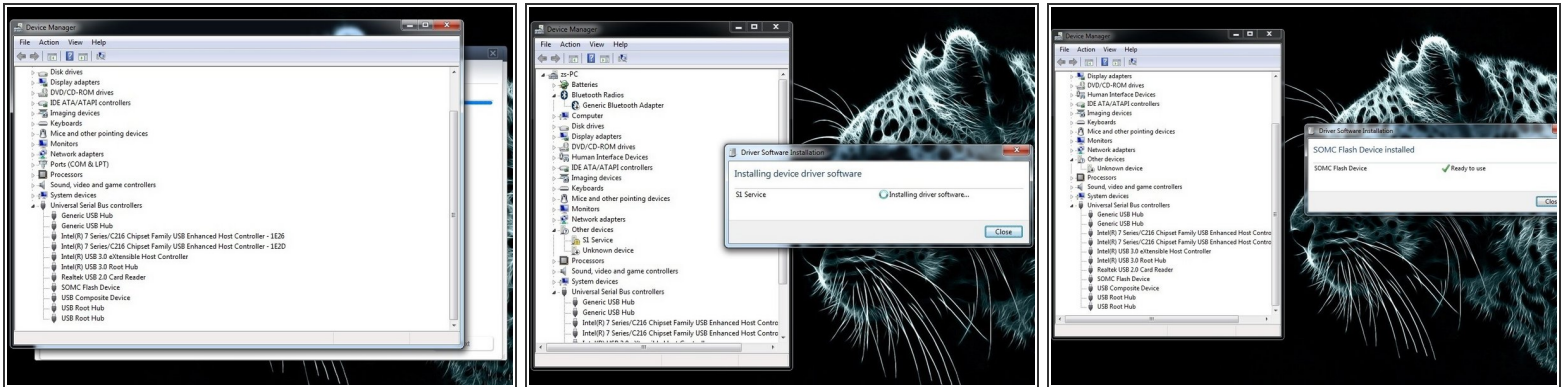 Device Manager
File Action View Help
Disk drives
Display adapters
DVD/CD-ROM drives
IDE ATA/ATAPI controllers
Imaging devices
Keyboards
Mice and other pointing devices
Monitors
Network adapters
Ports (COM & LPT)
Processors
Sound, video and game controllers
System devices
Universal Serial Bus controllers
Generic USB Hub
Generic USB Hub
Intel(R) 7 Series/C216 Chipset Family USB Enhanced Host Controller - 1E26
Intel(R) 7 Series/C216 Chipset Family USB Enhanced Host Controller - 1E2D
Intel(R) USB 3.0 eXtensible Host Controller
Intel(R) USB 3.0 Root Hub
Realtek USB 2.0 Card Reader
SOMC Flash Device
USB Composite Device
USB Root Hub
USB Root Hub
Device Manager
File Action View Help
zs-PC
Batteries
Bluetooth Radios
Generic Bluetooth Adapter
Computer
Disk drives
Display adapters
DVD/CD-ROM drives
Human Interface Devices
IDE ATA/ATAPI controllers
Imaging devices
Keyboards
Mice and other pointing devices
Monitors
Network adapters
Other devices
S1 Service
Unknown device
Processors
Sound, video and game controllers
System devices
Universal Serial Bus controllers
Generic USB Hub
Generic USB Hub
Intel(R) 7 Series/C216 Chipset Family USB Enhanced Host Contro
Intel(R) 7 Series/C216 Chipset Family USB Enhanced Host Contro
Driver Software Installation
Installing device driver software
S1 Service Installing driver software...
Close
Device Manager
File Action View Help
Display adapters
DVD/CD-ROM drives
Human Interface Devices
IDE ATA/ATAPI controllers
Imaging devices
Keyboards
Mice and other pointing devices
Monitors
Network adapters
Other devices
Unknown device
Processors
Sound, video and game controllers
System devices
Universal Serial Bus controllers
Generic USB Hub
Generic USB Hub
Intel(R) 7 Series/C216 Chipset Family USB Enhanced Host Contro
Intel(R) 7 Series/C216 Chipset Family USB Enhanced Host Contro
Intel(R) USB 3.0 eXtensible Host Controller
Intel(R) USB 3.0 Root Hub
Realtek USB 2.0 Card Reader
SOMC Flash Device
USB Composite Device
USB Root Hub
USB Root Hub
Driver Software Installation
SOMC Flash Device installed
SOMC Flash Device Ready to use
Clos